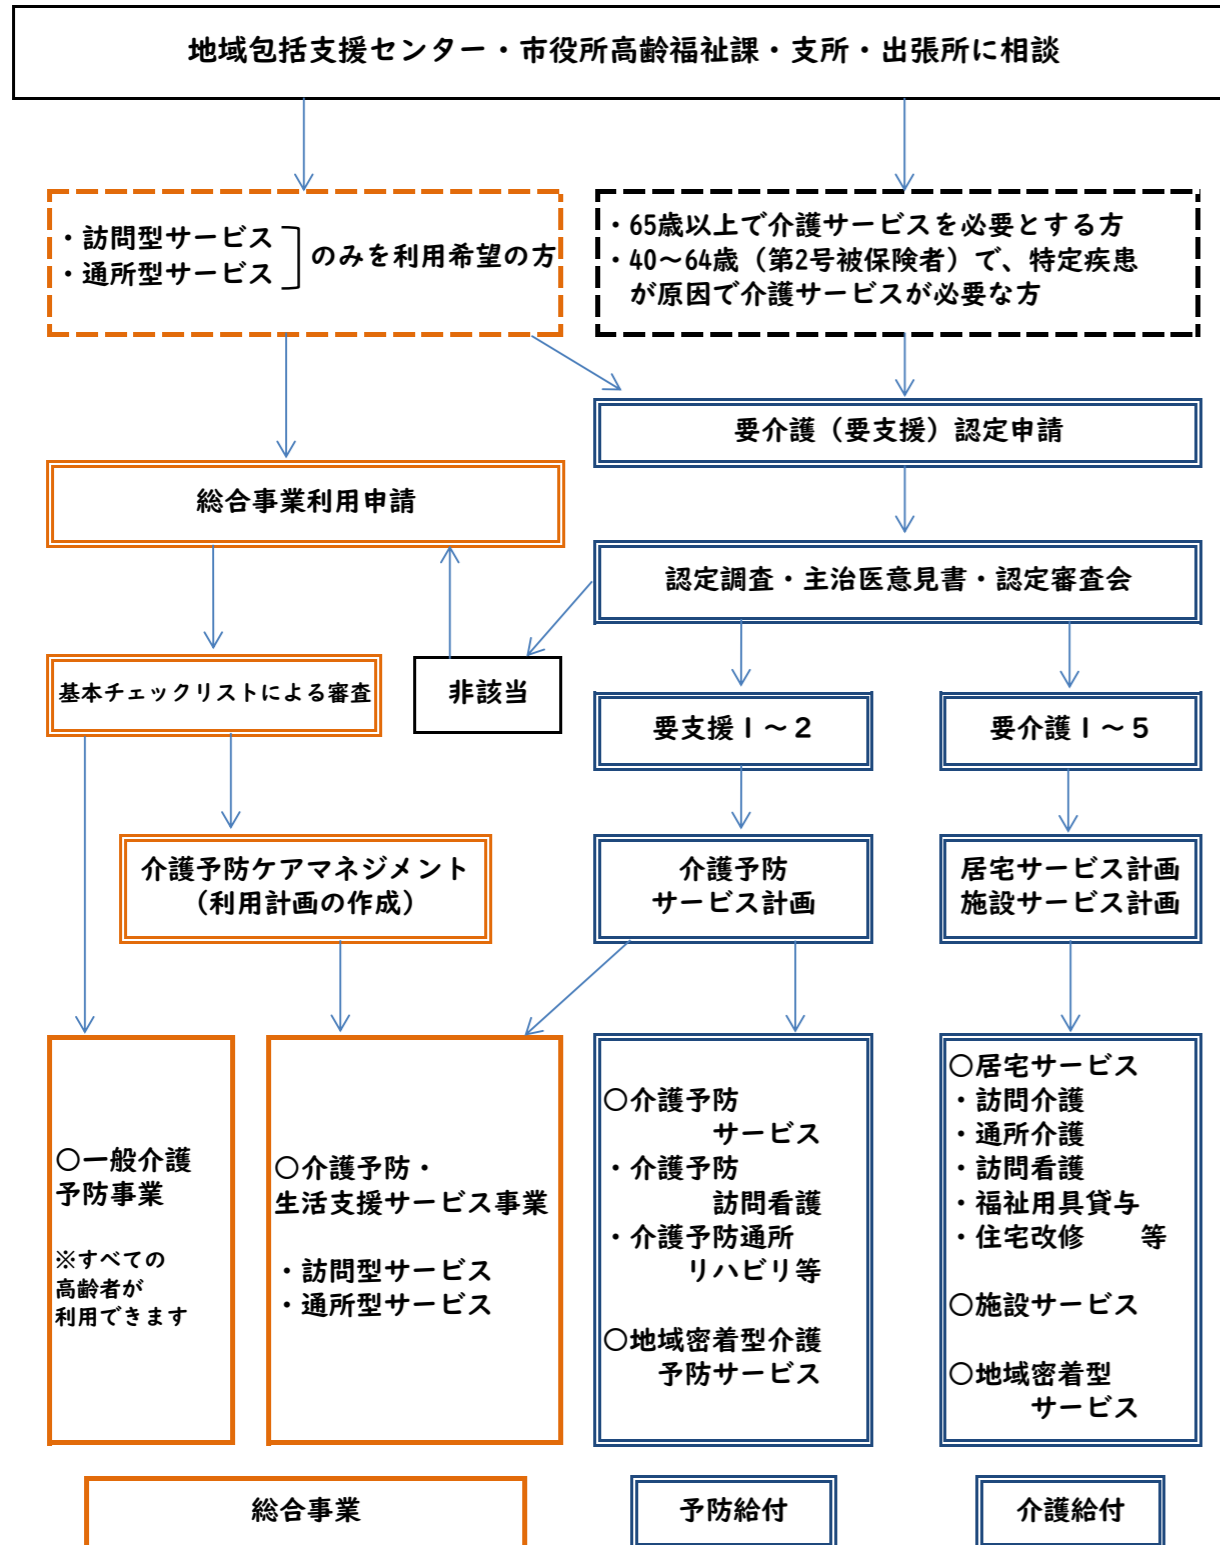 地域包括支援センター・市役所高齢福祉課・支所・出張所に相談
・訪問型サービス
・通所型サービス
のみを利用希望の方
・65歳以上で介護サービスを必要とする方
・40～64歳（第2号被保険者）で、特定疾患
が原因で介護サービスが必要な方
要介護（要支援）認定申請
総合事業利用申請
認定調査・主治医意見書・認定審査会
基本チェックリストによる審査
非該当
要支援１～２
要介護１～５
介護予防ケアマネジメント
（利用計画の作成）
介護予防
サービス計画
居宅サービス計画
施設サービス計画
○一般介護
予防事業
※すべての
高齢者が
利用できます
○介護予防・
生活支援サービス事業
・訪問型サービス
・通所型サービス
○介護予防
サービス
・介護予防
訪問看護
・介護予防通所
リハビリ等
○地域密着型介護
予防サービス
○居宅サービス
・訪問介護
・通所介護
・訪問看護
・福祉用具貸与
・住宅改修　等
○施設サービス
○地域密着型
サービス
総合事業
予防給付
介護給付